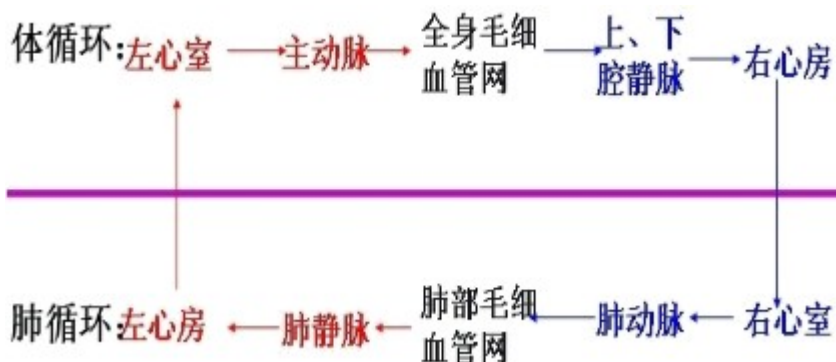 体循环：左心室 主动脉 全身毛细血管网 上、下腔静脉 右心房
肺循环：左心房 肺静脉 肺部毛细血管网 肺动脉 右心室